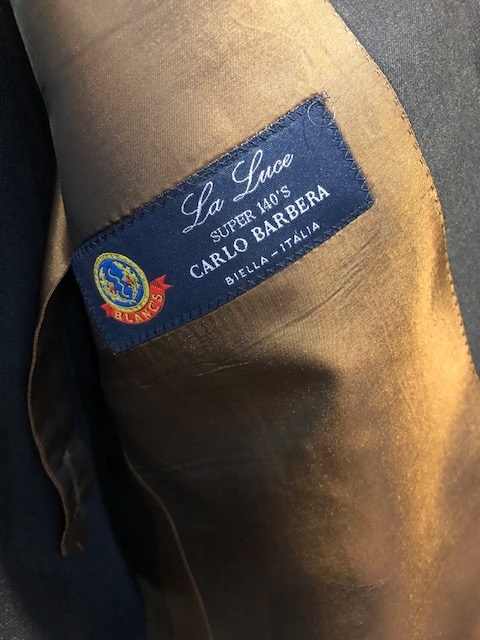 La Luce
SUPER 140'S
CARLO BARBERA
BIELLA–ITALIA
BLANC'S